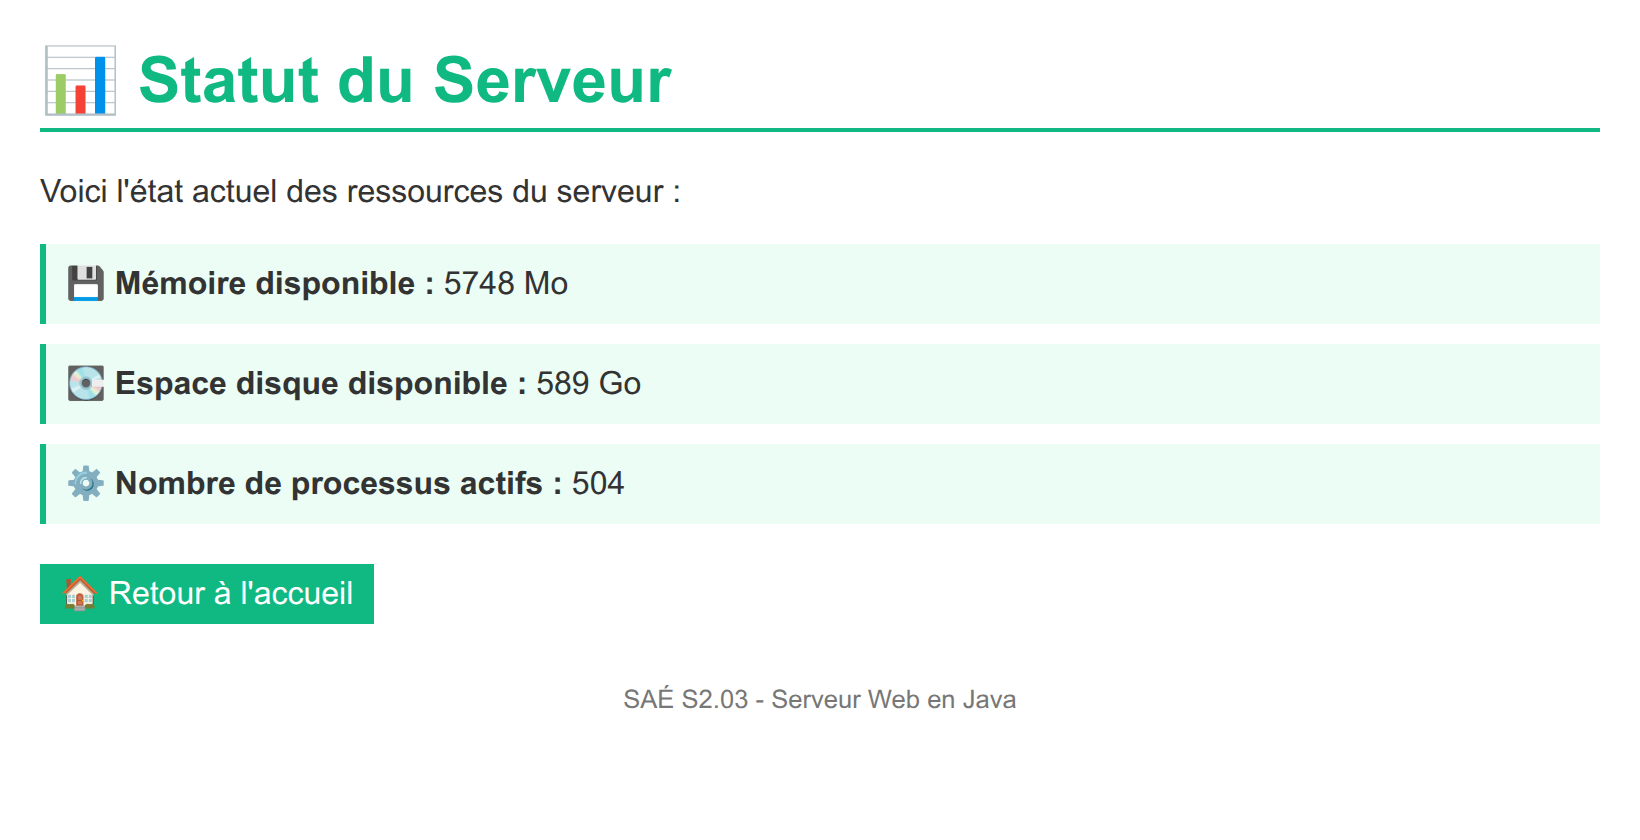 Statut du Serveur
Voici l'état actuel des ressources du serveur :
Mémoire disponible : 5748 Mo
Espace disque disponible : 589 Go
Nombre de processus actifs : 504
Retour à l'accueil
SAÉ S2.03 - Serveur Web en Java